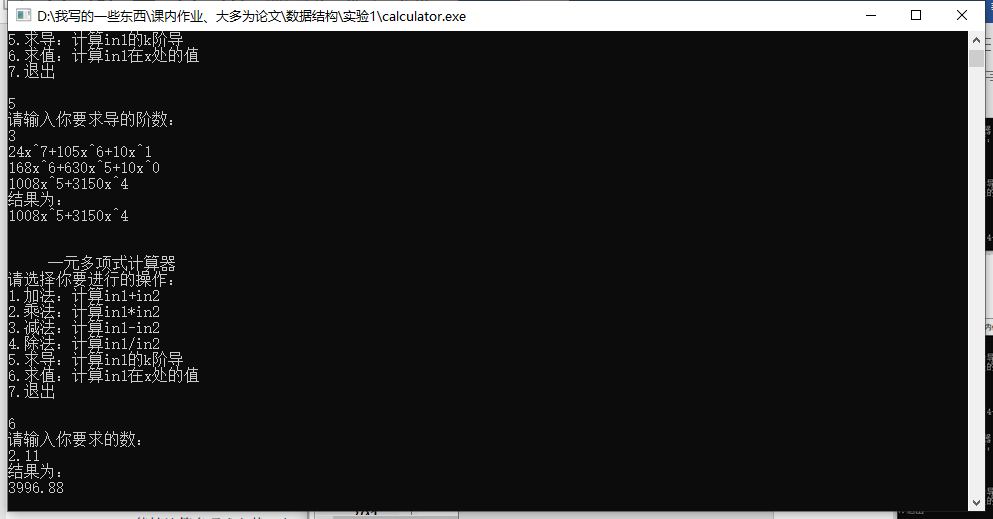 D:\我写的一些东西\课内作业、大多为论文\数据结构\实验1\calculator.exe
5.求导：计算in1的k阶导
6.求值：计算in1在x处的值
7.退出
5
请输入你要求导的阶数：
3
24x^7+105x^6+10x^1
168x^6+630x^5+10x^0
1008x^5+3150x^4
结果为：
1008x^5+3150x^4
一元多项式计算器
请选择你要进行的操作：
1.加法：计算in1+in2
2.乘法：计算in1*in2
3.减法：计算in1-in2
4.除法：计算in1/in2
5.求导：计算in1的k阶导
6.求值：计算in1在x处的值
7.退出
6
请输入你要求的数：
2.11
结果为：
3996.88